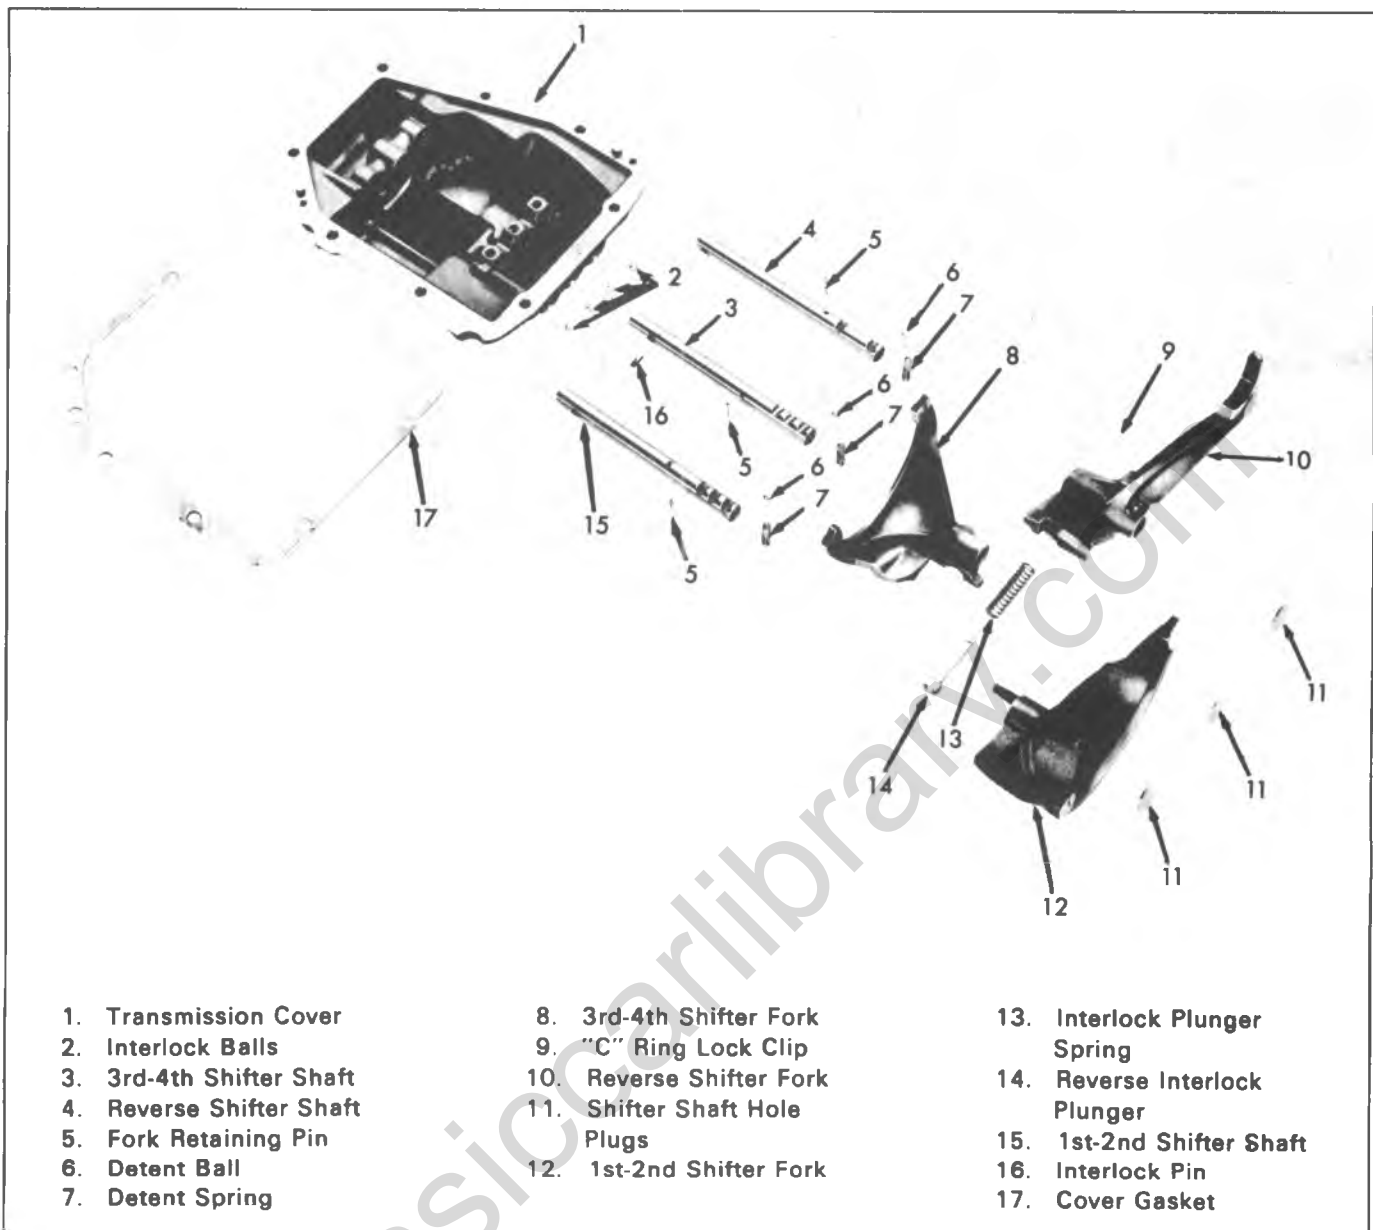 1
2
3
4
5
6
7
8
9
10
16
5
6
7
17
15
5
6
7
13
14
11
11
11
12
1. Transmission Cover
2. Interlock Balls
3. 3rd-4th Shifter Shaft
4. Reverse Shifter Shaft
5. Fork Retaining Pin
6. Detent Ball
7. Detent Spring
8. 3rd-4th Shifter Fork
9. "C" Ring Lock Clip
10. Reverse Shifter Fork
11. Shifter Shaft Hole
Plugs
12. 1st-2nd Shifter Fork
13. Interlock Plunger
Spring
14. Reverse Interlock
Plunger
15. 1st-2nd Shifter Shaft
16. Interlock Pin
17. Cover Gasket
siccarlibrary.com